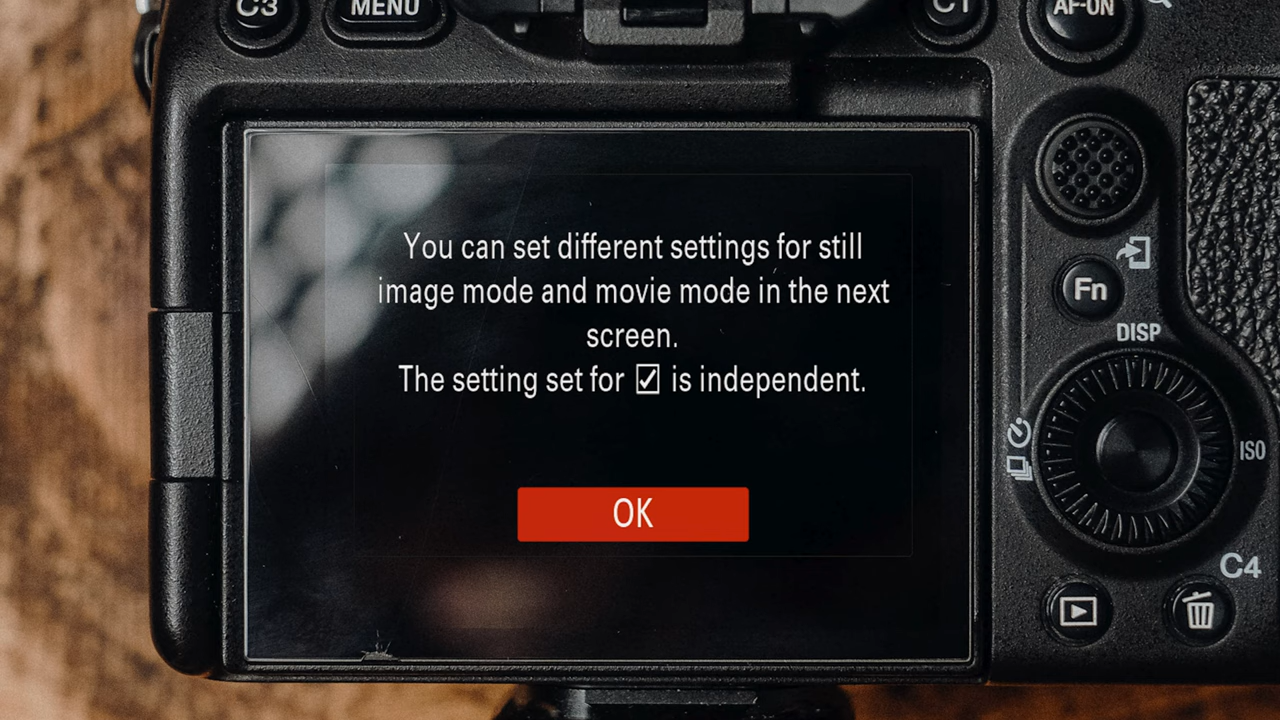 C3
MENU
C1
AF-ON
You can set different settings for still
image mode and movie mode in the next
screen.
The setting set for ☑ is independent.
OK
Fn
DISP
ISO
C4